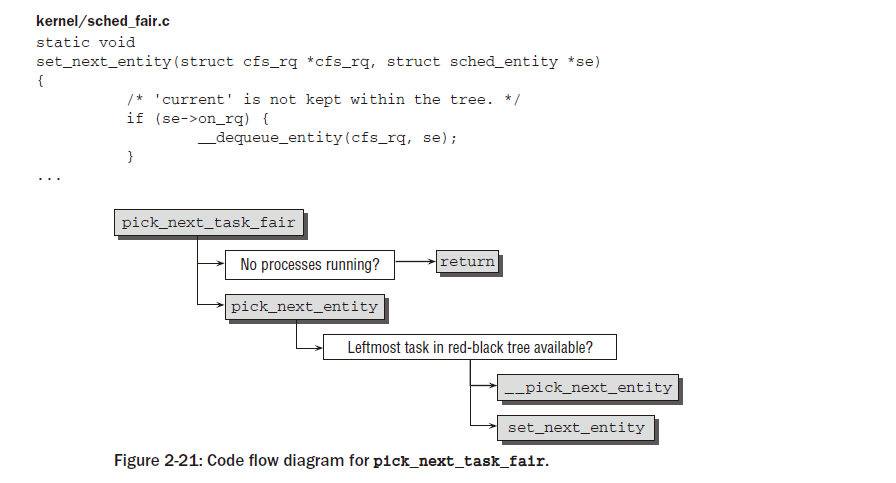 kernel/sched_fair.c
static void
set_next_entity(struct cfs_rq *cfs_rq, struct sched_entity *se)
{
/* 'current' is not kept within the tree. */
if (se->on_rq) {
__dequeue_entity(cfs_rq, se);
}
...
pick_next_task_fair
No processes running?
return
pick_next_entity
Leftmost task in red-black tree available?
__pick_next_entity
set_next_entity
Figure 2-21: Code flow diagram for pick_next_task_fair.